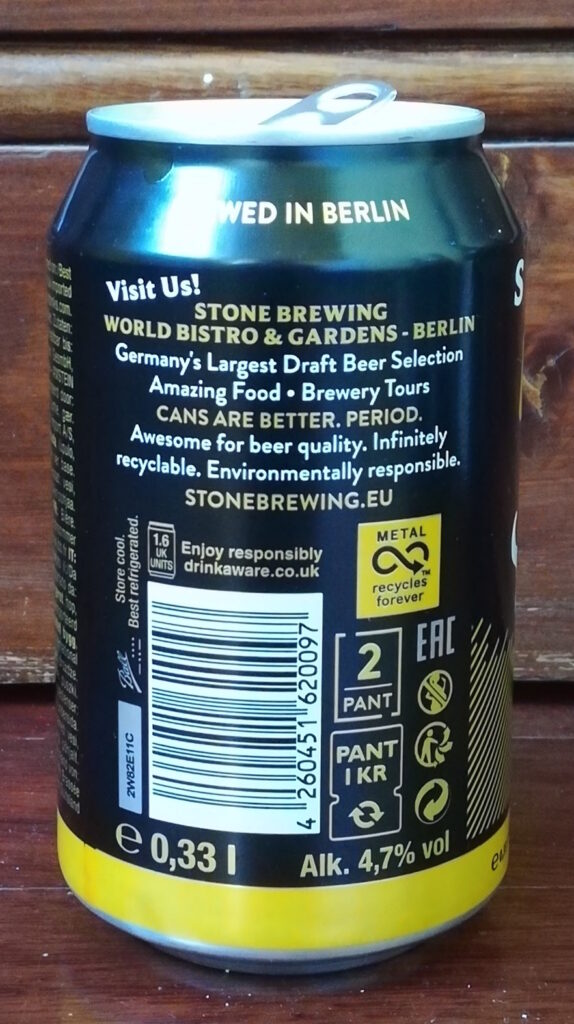 WED IN BERLIN
Visit Us!
STONE BREWING
WORLD BISTRO & GARDENS - BERLIN
Germany's Largest Draft Beer Selection
Amazing Food • Brewery Tours
CANS ARE BETTER. PERIOD.
Awesome for beer quality. Infinitely
recyclable. Environmentally responsible.
STONEBREWING.EU
Store cool.
Best refrigerated.
1.6
UK
UNITS
Enjoy responsibly
drinkaware.co.uk
METAL
recycles
forever™
Ball
2W82E11C
4 260451 620097
2
PANT
PANT
1 KR
EAC
e 0,33 l
Alk. 4,7% vol